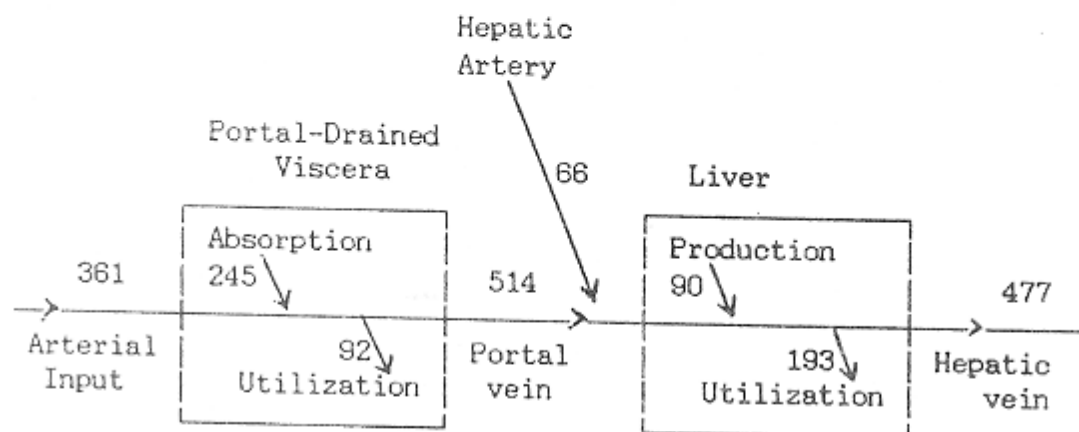 Hepatic
Artery
Portal-Drained
Viscera
66
Liver
Absorption
Production
361
245
514
90
477
Arterial
Input
92
Utilization
Portal
vein
193
Utilization
Hepatic
vein